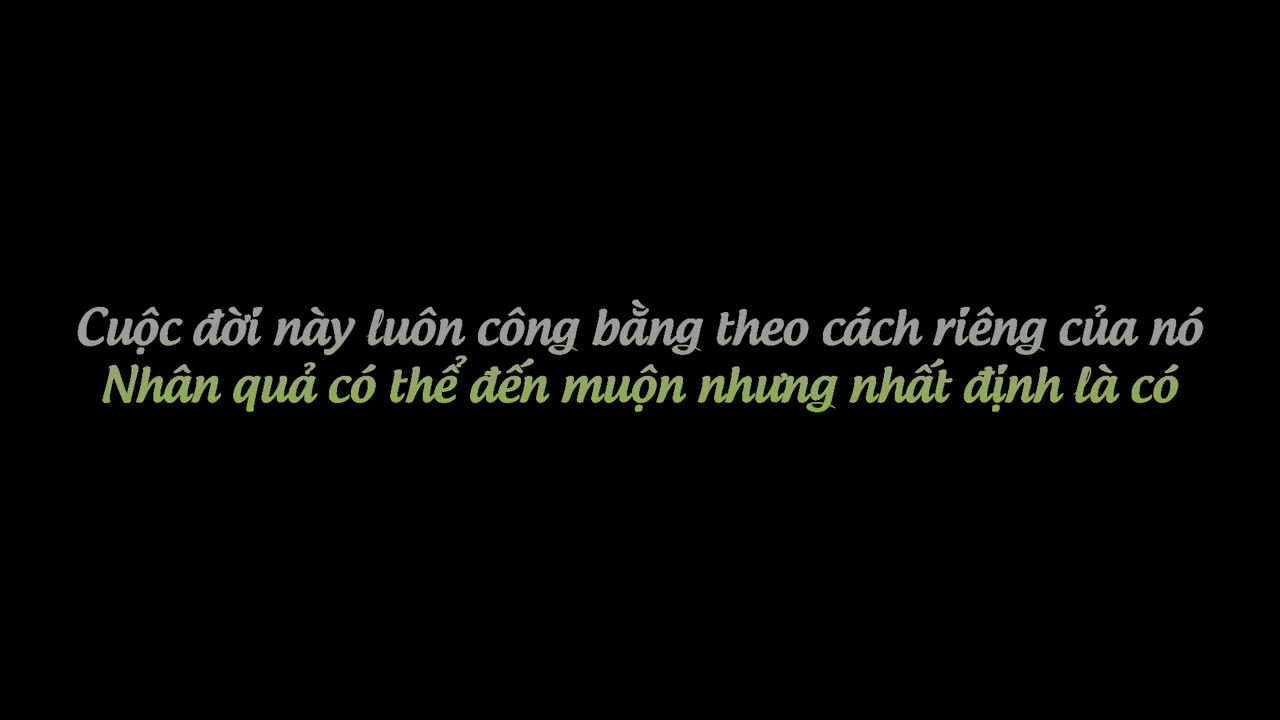 Cuộc đời này luôn công bằng theo cách riêng của nó
Nhân quả có thể đến muộn nhưng nhất định là có